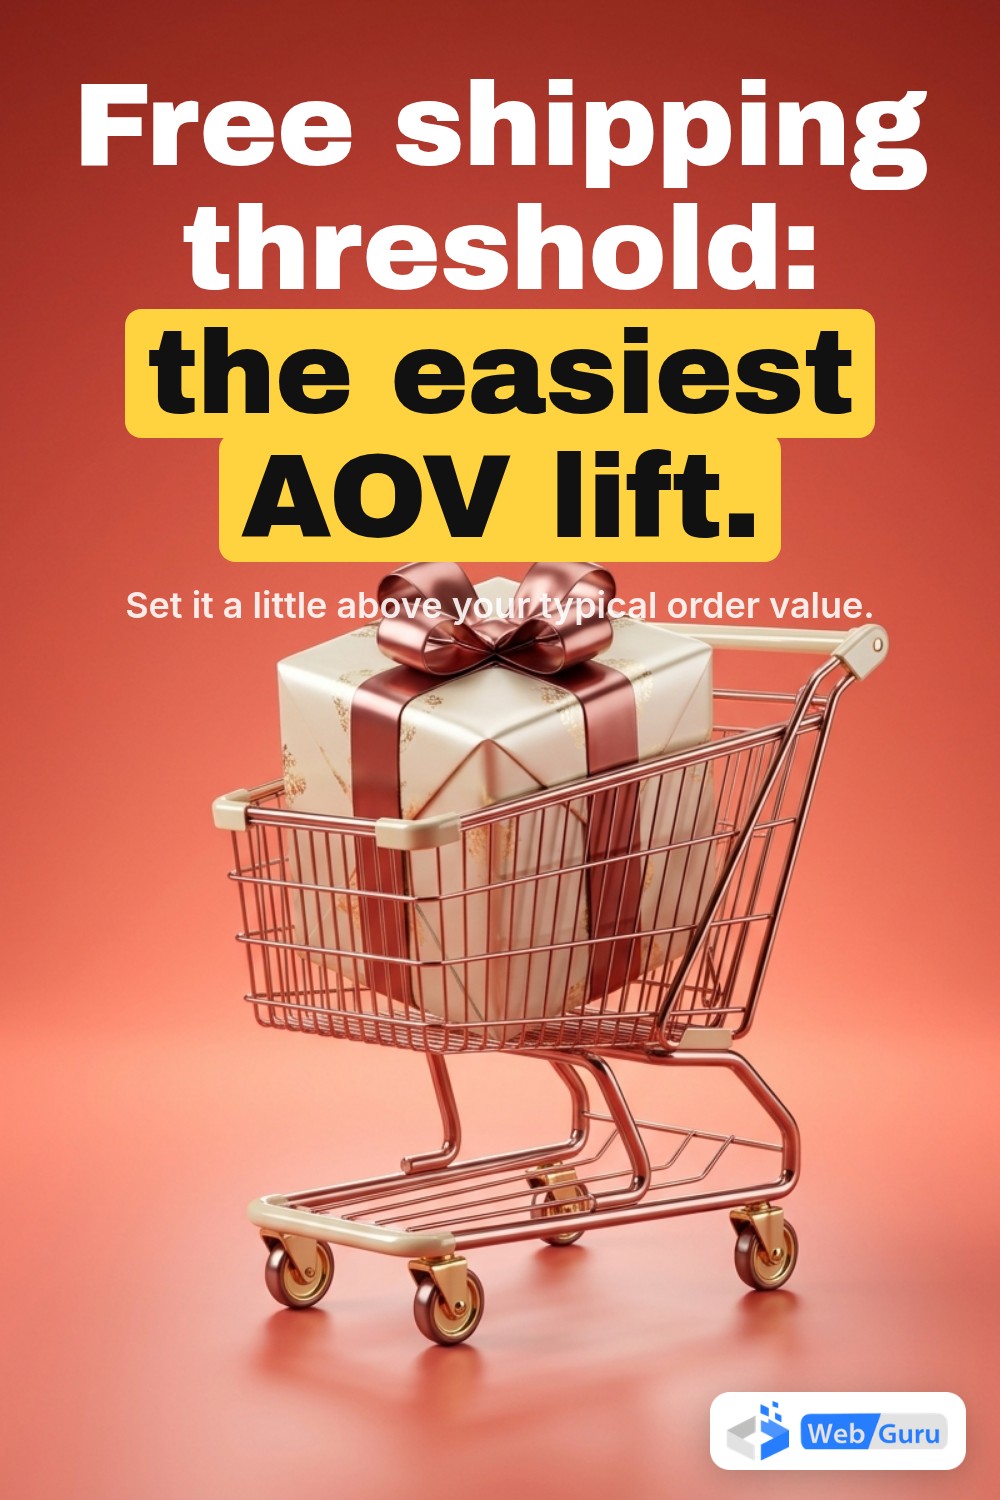 Free shipping
threshold:
the easiest
AOV lift.
Set it a little above your typical order value.
Web Guru